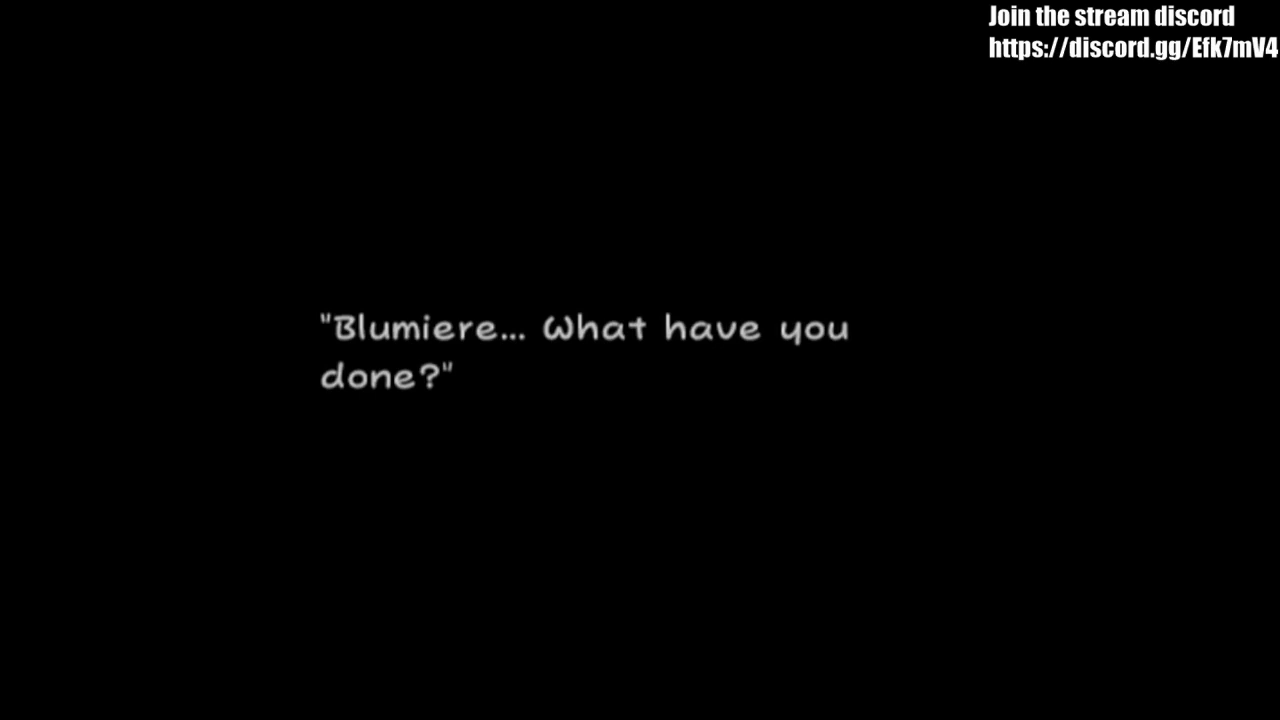 Join the stream discord
https://discord.gg/Efk7mV4
"Blumiere... What have you
done?"